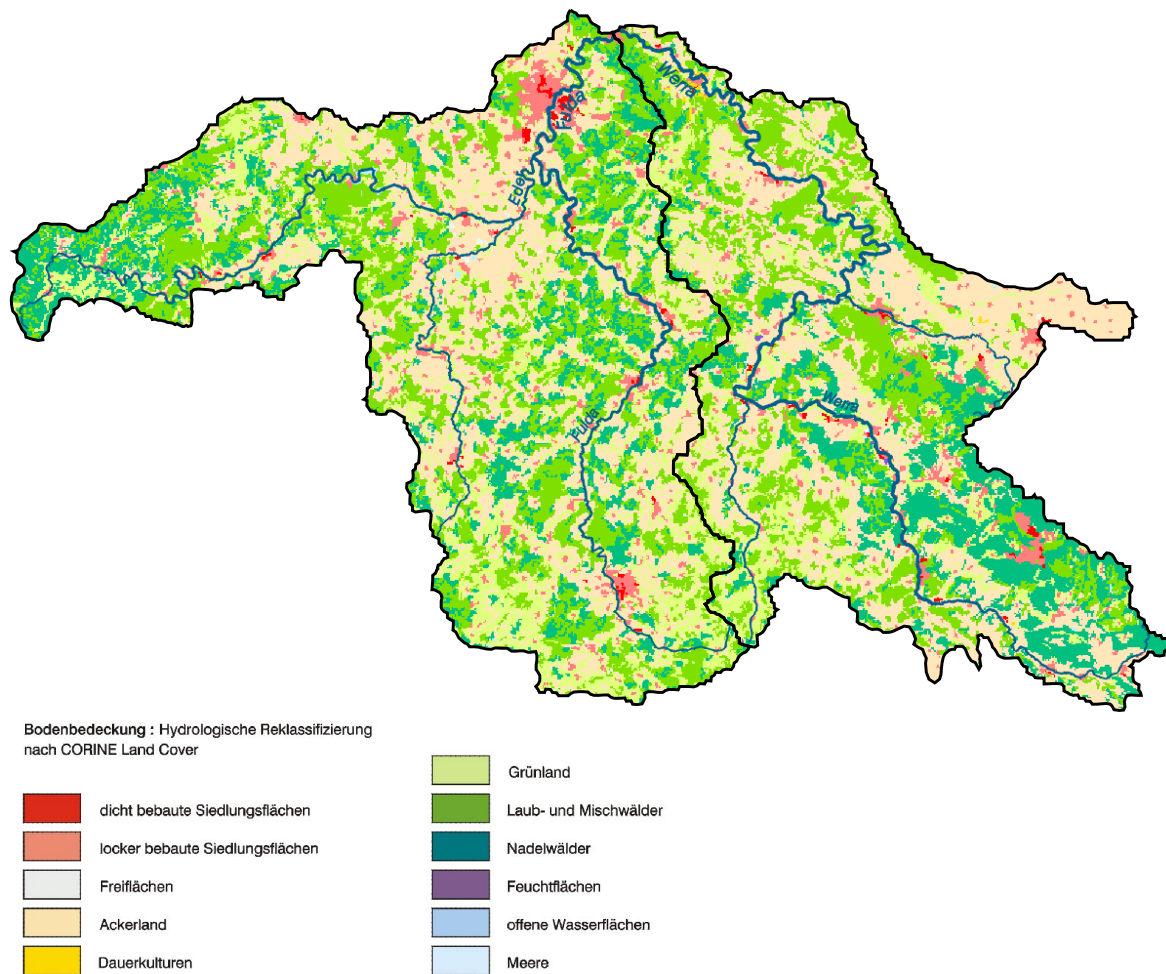 Werra
Fulda
Eder
Werra
Fulda
Bodenbedeckung : Hydrologische Reklassifizierung
nach CORINE Land Cover
dicht bebaute Siedlungsflächen
locker bebaute Siedlungsflächen
Freiflächen
Ackerland
Dauerkulturen
Grünland
Laub- und Mischwälder
Nadelwälder
Feuchtflächen
offene Wasserflächen
Meere